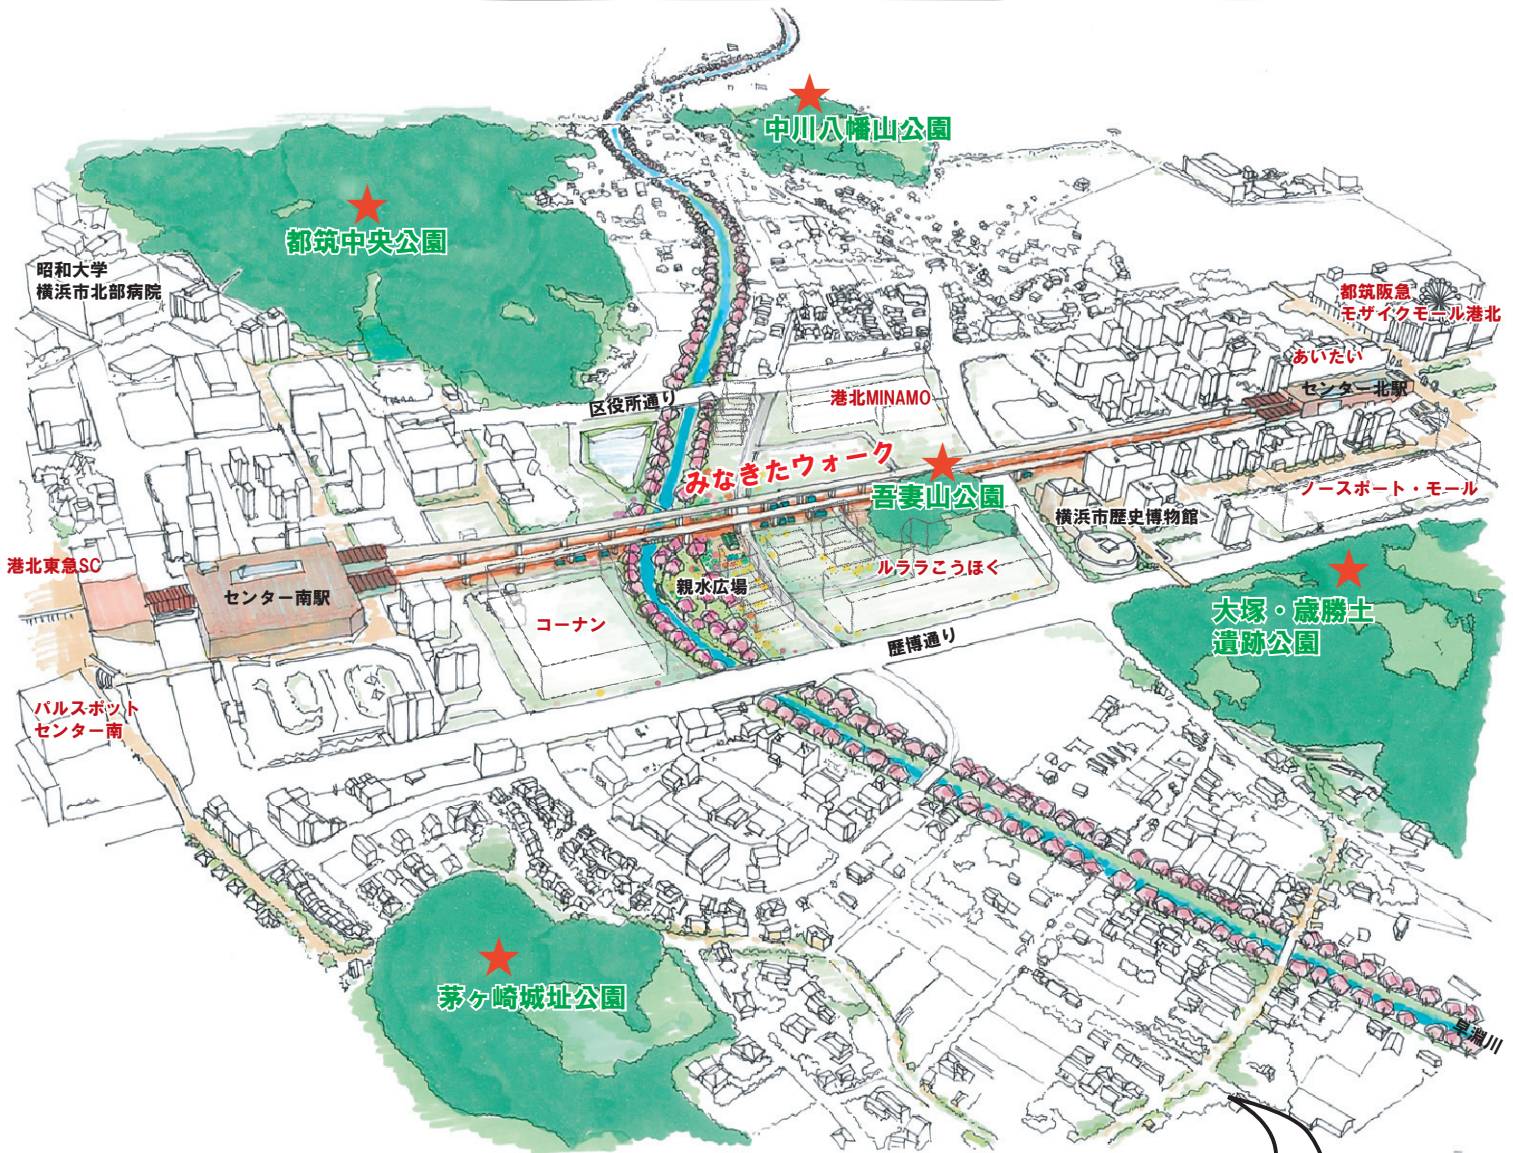 中川八幡山公園
都筑中央公園
昭和大学
横浜市北部病院
都筑阪急
モザイクモール港北
あいたい
センター北駅
港北MINAMO
区役所通り
みなきたウォーク
吾妻山公園
ノースポート・モール
横浜市歴史博物館
港北東急SC
センター南駅
ルララこうほく
親水広場
コーナン
大塚・歳勝土
遺跡公園
歴博通り
パルスポット
センター南
茅ヶ崎城址公園
早淵川